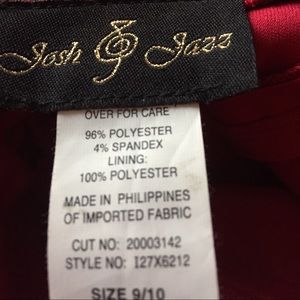 Josh & Jazz
OVER FOR CARE
96% POLYESTER
4% SPANDEX
LINING:
100% POLYESTER
MADE IN PHILIPPINES
OF IMPORTED FABRIC
CUT NO: 20003142
STYLE NO: I27X6212
SIZE 9/10